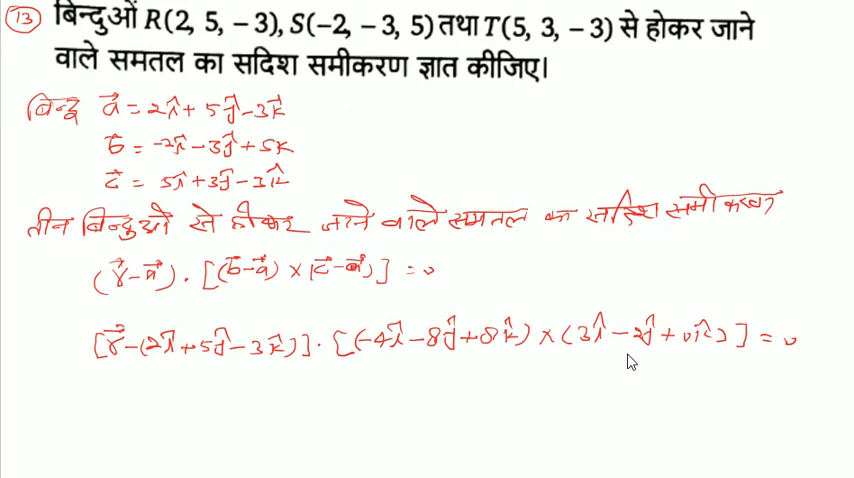 13 बिन्दुओं R(2, 5, – 3), S(–2, –3, 5) तथा T(5, 3, – 3) से होकर जाने
वाले समतल का सदिश समीकरण ज्ञात कीजिए।
बिन्दु a⃗ = 2î + 5ĵ - 3k⃗
b⃗ = -2î - 3ĵ + 5k
c⃗ = 5î + 3ĵ - 3k̂
तीन बिन्दुओ से होकर जाने वाले समतल का सदिश समीकरण
(r⃗ - a⃗) · [(b⃗ - a⃗) × (c⃗ - a⃗)] = 0
[r⃗ - (2î + 5ĵ - 3k̂)] · [(-4î - 8ĵ + 8k̂) × (3î - 2ĵ + 0k̂)] = 0